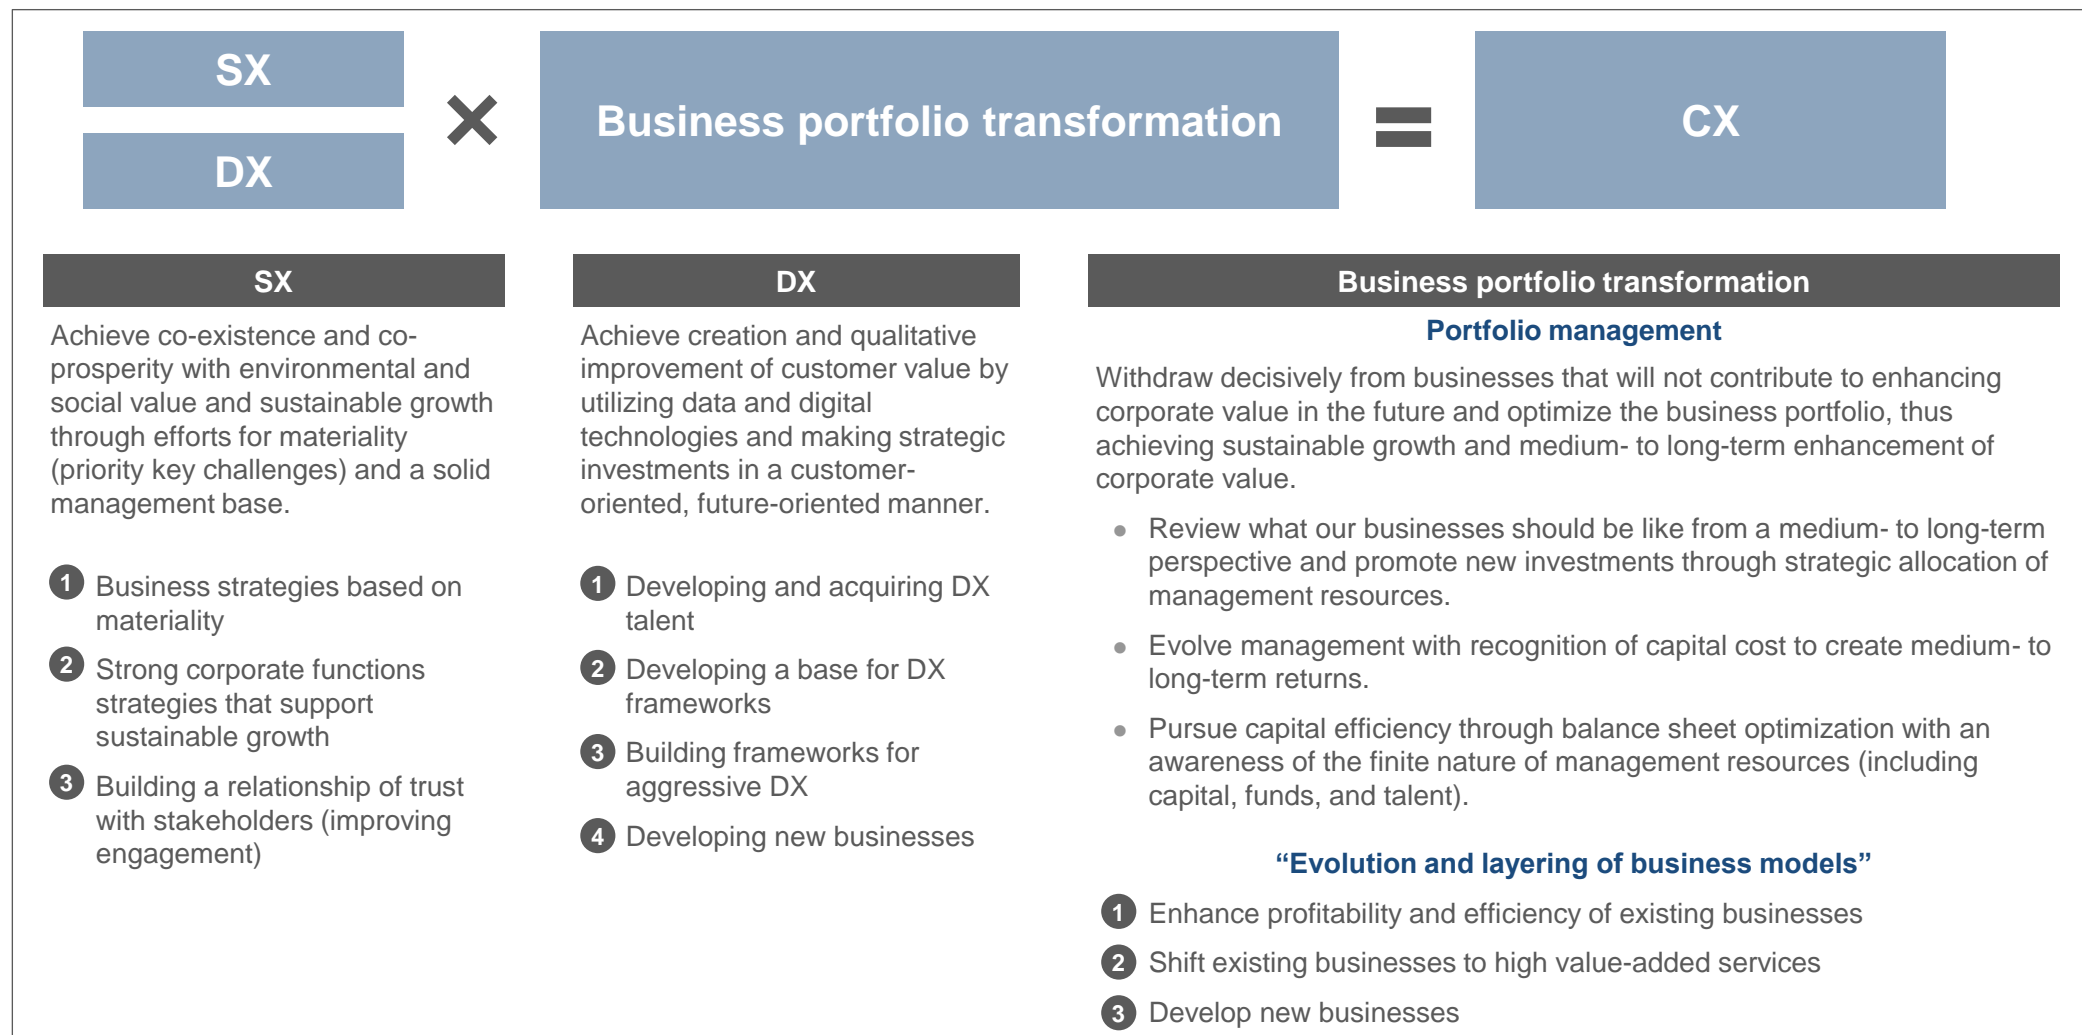 SX
DX
×
Business portfolio transformation
=
CX
SX
Achieve co-existence and co-
prosperity with environmental and
social value and sustainable growth
through efforts for materiality
(priority key challenges) and a solid
management base.
1 Business strategies based on
materiality
2 Strong corporate functions
strategies that support
sustainable growth
3 Building a relationship of trust
with stakeholders (improving
engagement)
DX
Achieve creation and qualitative
improvement of customer value by
utilizing data and digital
technologies and making strategic
investments in a customer-
oriented, future-oriented manner.
1 Developing and acquiring DX
talent
2 Developing a base for DX
frameworks
3 Building frameworks for
aggressive DX
4 Developing new businesses
Business portfolio transformation
Portfolio management
Withdraw decisively from businesses that will not contribute to enhancing
corporate value in the future and optimize the business portfolio, thus
achieving sustainable growth and medium- to long-term enhancement of
corporate value.
● Review what our businesses should be like from a medium- to long-term
perspective and promote new investments through strategic allocation of
management resources.
● Evolve management with recognition of capital cost to create medium- to
long-term returns.
● Pursue capital efficiency through balance sheet optimization with an
awareness of the finite nature of management resources (including
capital, funds, and talent).
“Evolution and layering of business models”
1 Enhance profitability and efficiency of existing businesses
2 Shift existing businesses to high value-added services
3 Develop new businesses